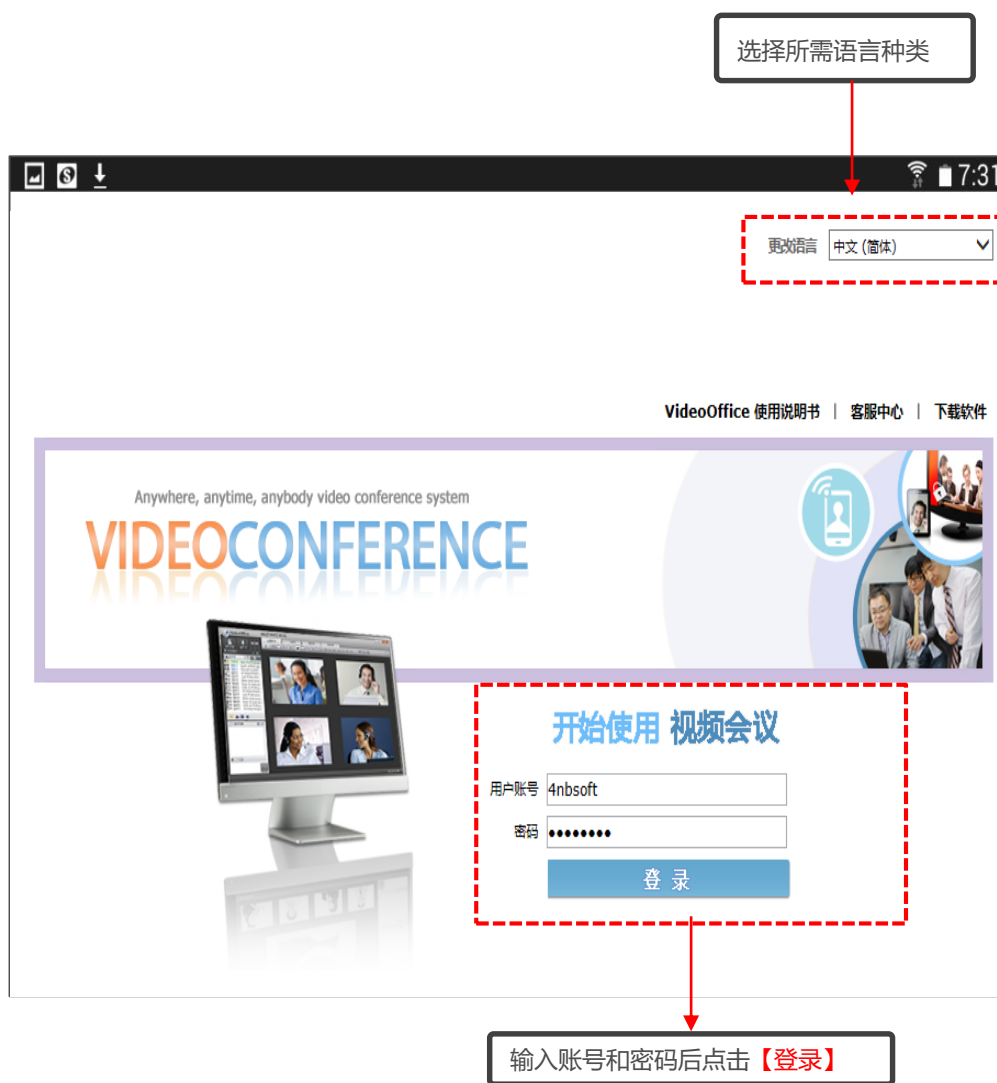 选择所需语言种类
7:31
更改语言 中文 (简体)
VideoOffice 使用说明书 | 客服中心 | 下载软件
Anywhere, anytime, anybody video conference system
VIDEOCONFERENCE
开始使用 视频会议
用户账号 4nbsoft
密码 ••••••••
登 录
输入账号和密码后点击【登录】